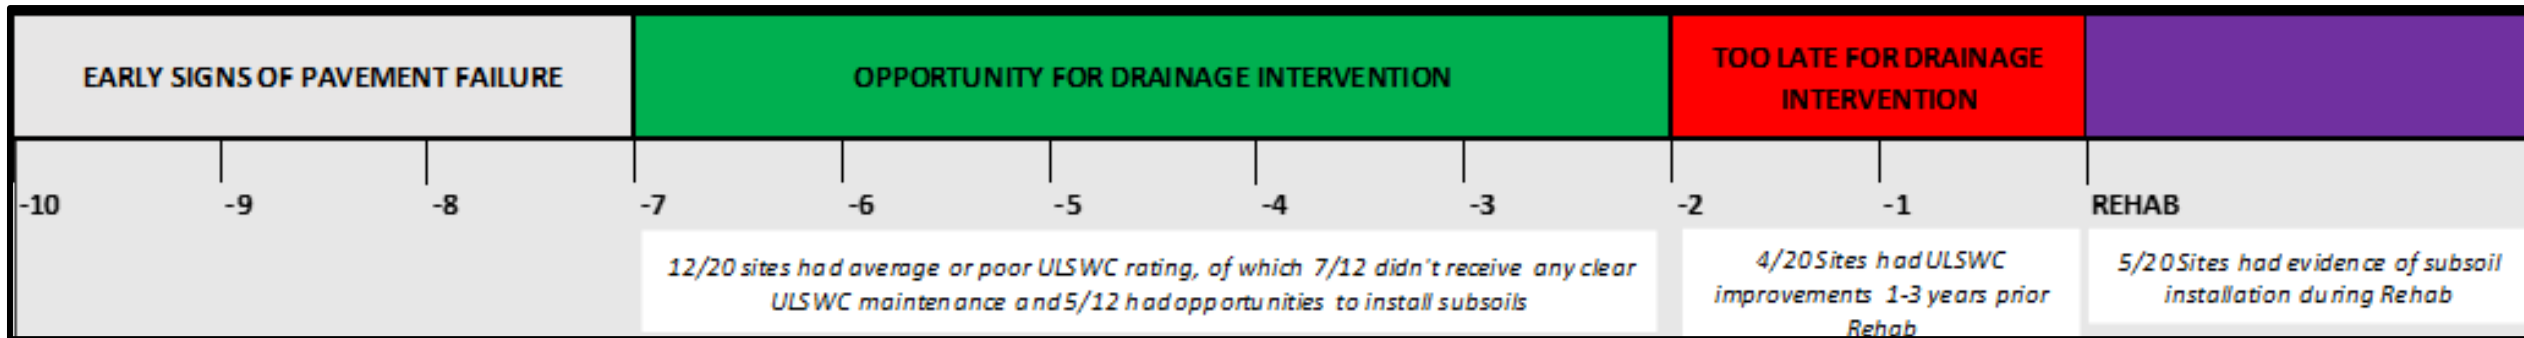 EARLY SIGNS OF PAVEMENT FAILURE
OPPORTUNITY FOR DRAINAGE INTERVENTION
TOO LATE FOR DRAINAGE
INTERVENTION
-10
-9
-8
-7
-6
-5
-4
-3
-2
-1
REHAB
12/20 sites had average or poor ULSWC rating, of which 7/12 didn't receive any clear
ULSWC maintenance and 5/12 had opportunities to install subsoils
4/20 Sites had ULSWC
improvements 1-3 years prior
Rehab
5/20 Sites had evidence of subsoil
installation during Rehab